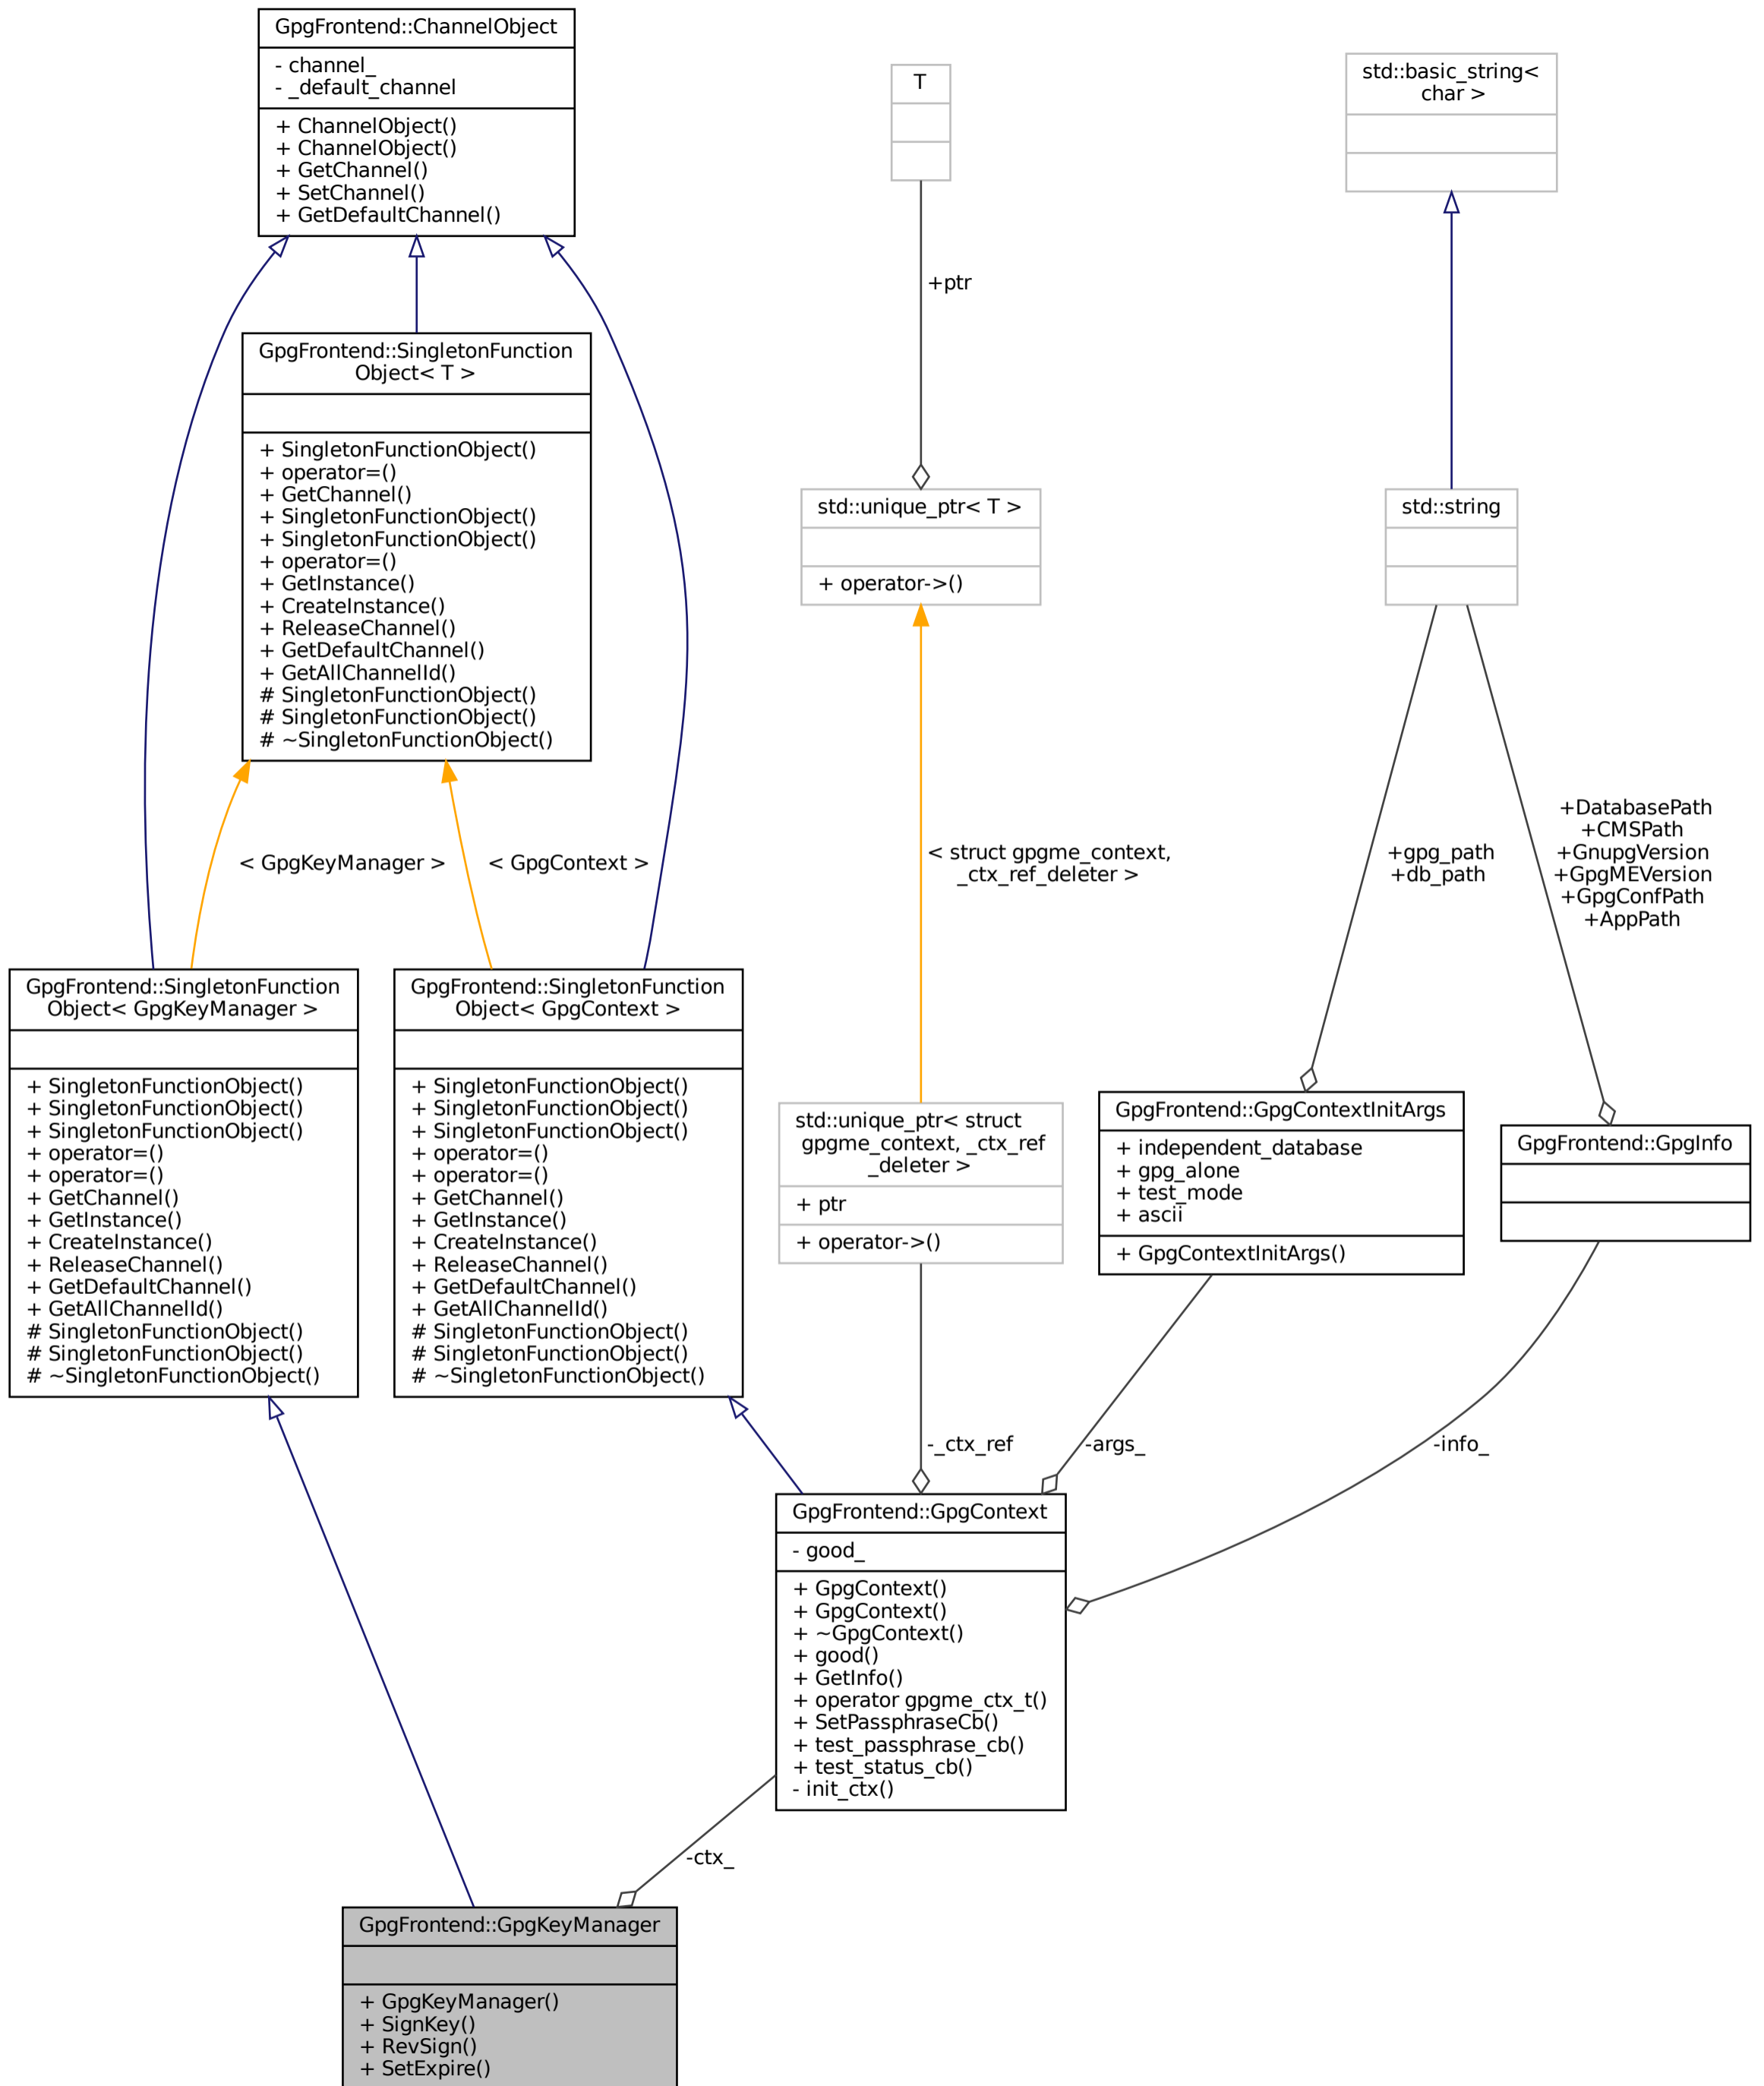 GpgFrontend::ChannelObject
- channel_
- _default_channel
+ ChannelObject()
+ ChannelObject()
+ GetChannel()
+ SetChannel()
+ GetDefaultChannel()
T
std::basic_string<
char >
+ptr
GpgFrontend::SingletonFunction
Object< T >
+ SingletonFunctionObject()
+ operator=()
+ GetChannel()
+ SingletonFunctionObject()
+ SingletonFunctionObject()
+ operator=()
+ GetInstance()
+ CreateInstance()
+ ReleaseChannel()
+ GetDefaultChannel()
+ GetAllChannelId()
# SingletonFunctionObject()
# SingletonFunctionObject()
# ~SingletonFunctionObject()
std::unique_ptr< T >
+ operator->()
std::string
< GpgKeyManager >
< GpgContext >
< struct gpgme_context,
_ctx_ref_deleter >
+gpg_path
+db_path
+DatabasePath
+CMSPath
+GnupgVersion
+GpgMEVersion
+GpgConfPath
+AppPath
GpgFrontend::SingletonFunction
Object< GpgKeyManager >
+ SingletonFunctionObject()
+ SingletonFunctionObject()
+ SingletonFunctionObject()
+ operator=()
+ operator=()
+ GetChannel()
+ GetInstance()
+ CreateInstance()
+ ReleaseChannel()
+ GetDefaultChannel()
+ GetAllChannelId()
# SingletonFunctionObject()
# SingletonFunctionObject()
# ~SingletonFunctionObject()
GpgFrontend::SingletonFunction
Object< GpgContext >
+ SingletonFunctionObject()
+ SingletonFunctionObject()
+ SingletonFunctionObject()
+ operator=()
+ operator=()
+ GetChannel()
+ GetInstance()
+ CreateInstance()
+ ReleaseChannel()
+ GetDefaultChannel()
+ GetAllChannelId()
# SingletonFunctionObject()
# SingletonFunctionObject()
# ~SingletonFunctionObject()
std::unique_ptr< struct
gpgme_context, _ctx_ref
_deleter >
+ ptr
+ operator->()
GpgFrontend::GpgContextInitArgs
+ independent_database
+ gpg_alone
+ test_mode
+ ascii
+ GpgContextInitArgs()
GpgFrontend::GpgInfo
-_ctx_ref
-args_
-info_
GpgFrontend::GpgContext
- good_
+ GpgContext()
+ GpgContext()
+ ~GpgContext()
+ good()
+ GetInfo()
+ operator gpgme_ctx_t()
+ SetPassphraseCb()
+ test_passphrase_cb()
+ test_status_cb()
- init_ctx()
-ctx_
GpgFrontend::GpgKeyManager
+ GpgKeyManager()
+ SignKey()
+ RevSign()
+ SetExpire()